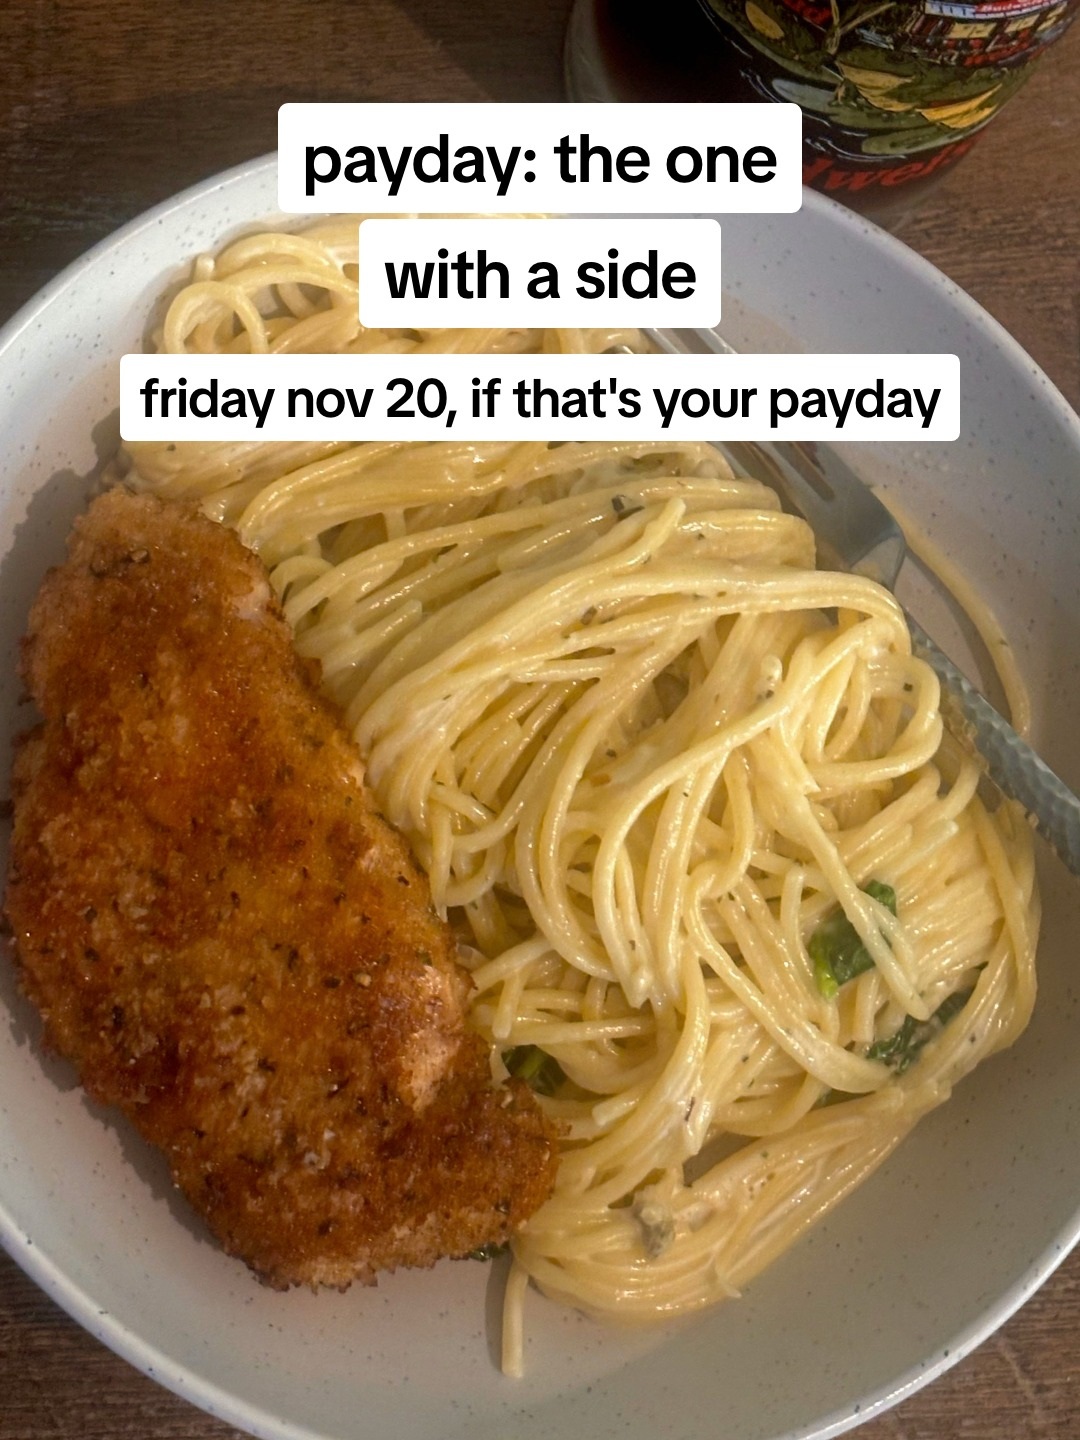 payday: the one
with a side
friday nov 20, if that's your payday